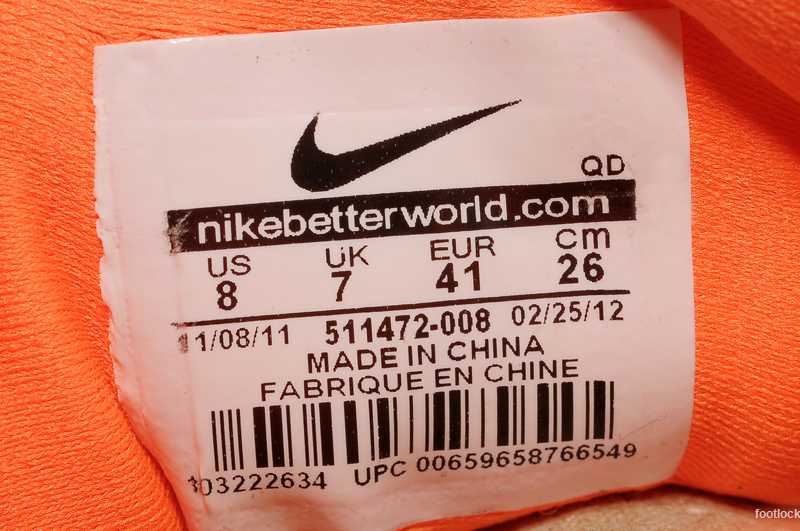 QD
nikebetterworld.com
US UK EUR cm
8 7 41 26
11/08/11 511472-008 02/25/12
MADE IN CHINA
FABRIQUE EN CHINE
UPC 00659658766549
footlock